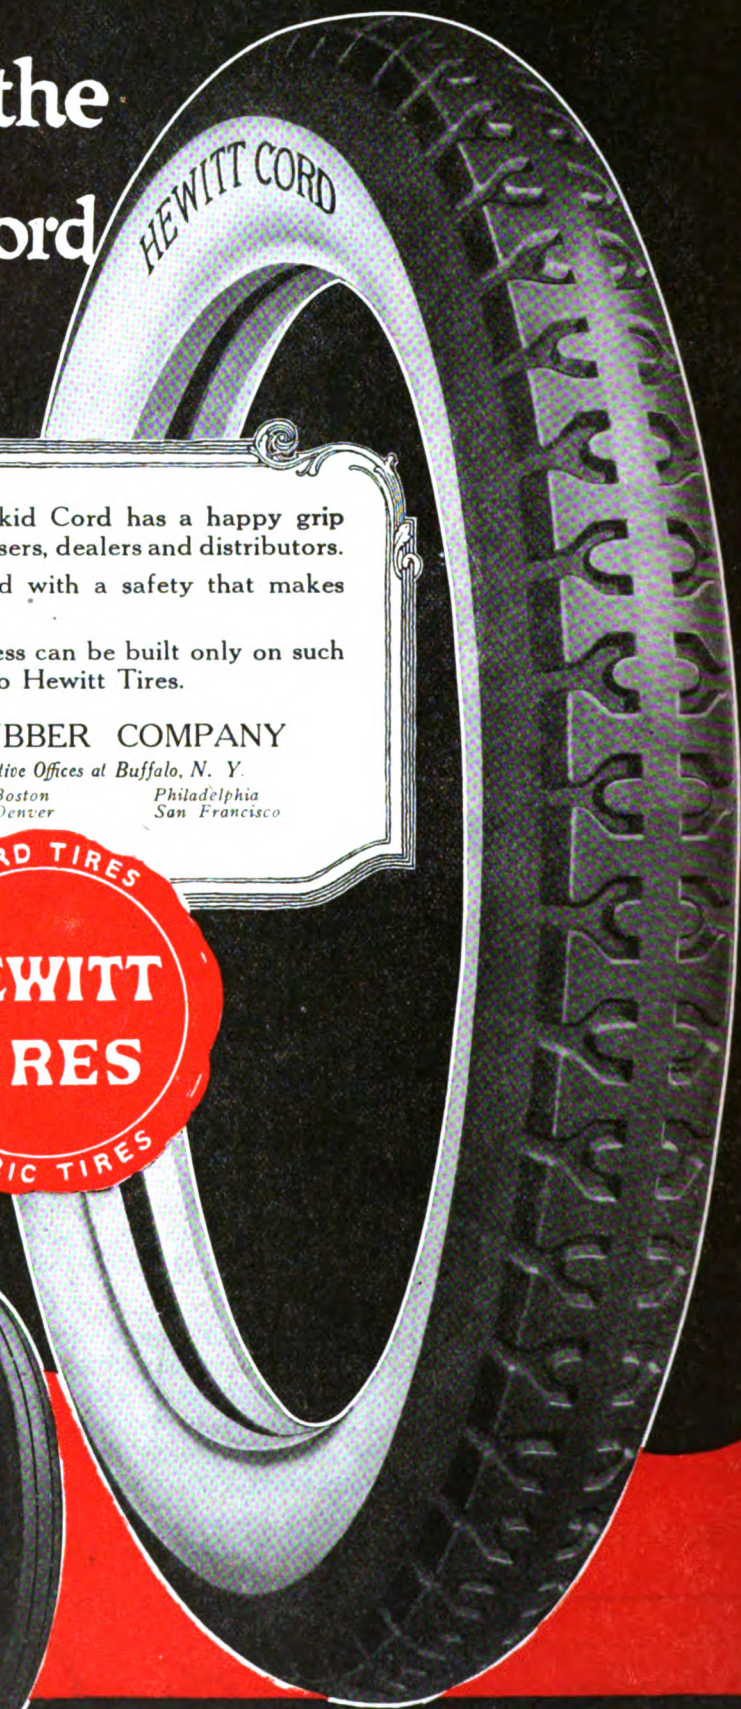 the
ord
HEWITT CORD
kid Cord has a happy grip
sers, dealers and distributors.
d with a safety that makes
ess can be built only on such
o Hewitt Tires.
BBER COMPANY
tive Offices at Buffalo, N. Y.
Boston Philadelphia
Denver San Francisco
RD TIRES
EWITT
RES
RIC TIRES